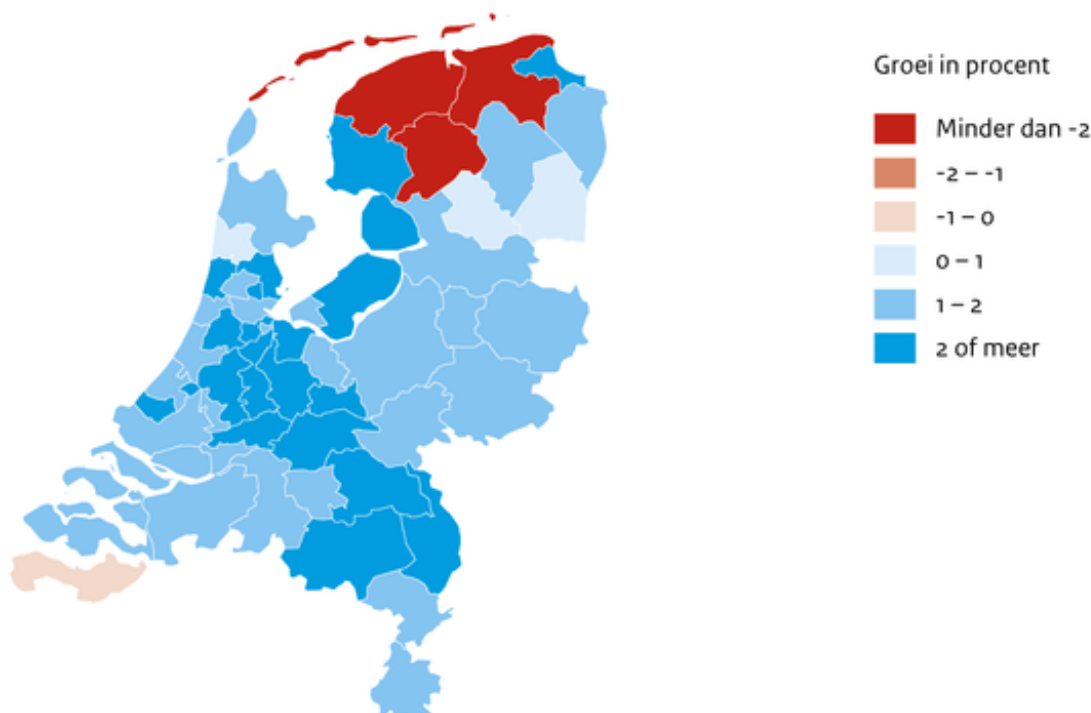 Groei in procent
Minder dan -2
-2 – -1
-1 – 0
0 – 1
1 – 2
2 of meer